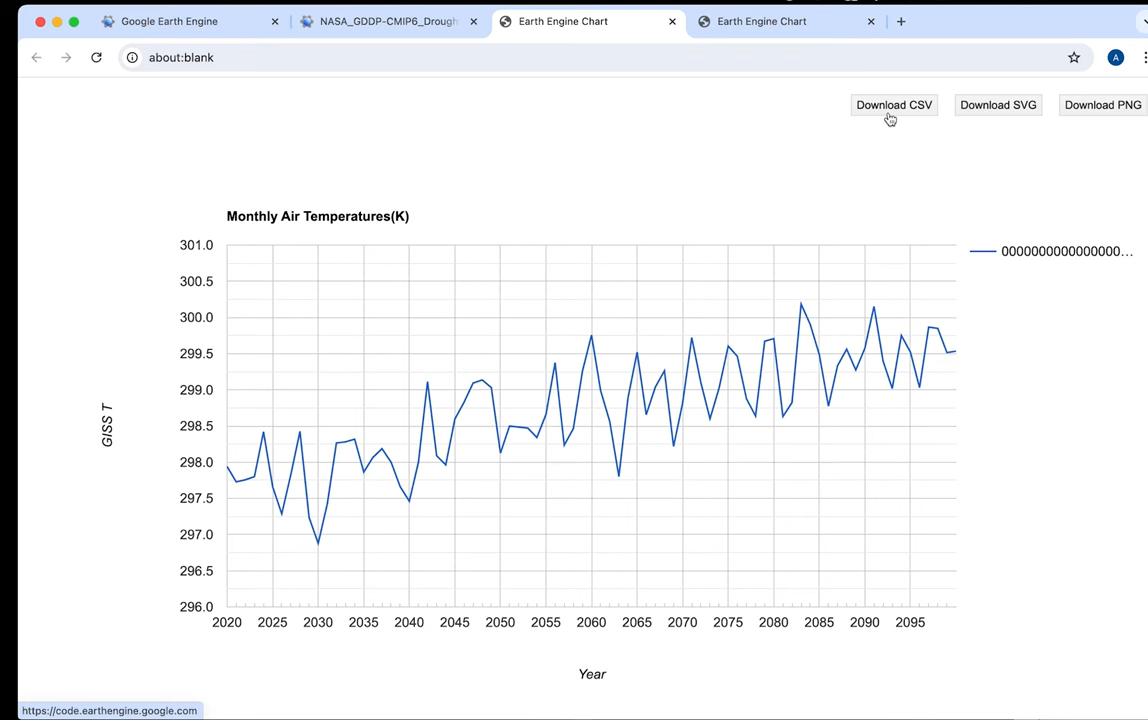 Google Earth Engine
NASA_GDDP-CMIP6_Drough
Earth Engine Chart
Earth Engine Chart
about:blank
A
Download CSV
Download SVG
Download PNG
Monthly Air Temperatures(K)
301.0
300.5
300.0
299.5
299.0
298.5
298.0
297.5
297.0
296.5
296.0
GISS T
0000000000000000...
2020 2025 2030 2035 2040 2045 2050 2055 2060 2065 2070 2075 2080 2085 2090 2095
Year
https://code.earthengine.google.com